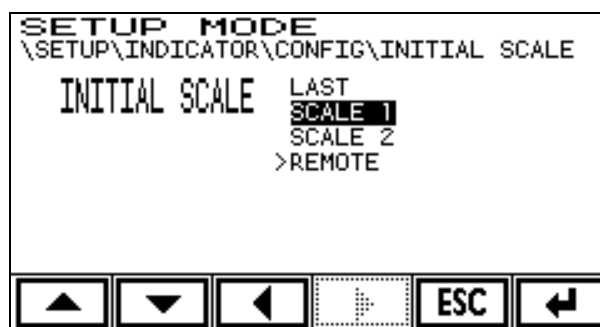 SETUP MODE
\SETUP\INDICATOR\CONFIG\INITIAL SCALE
INITIAL SCALE
LAST
SCALE 1
SCALE 2
>REMOTE
ESC